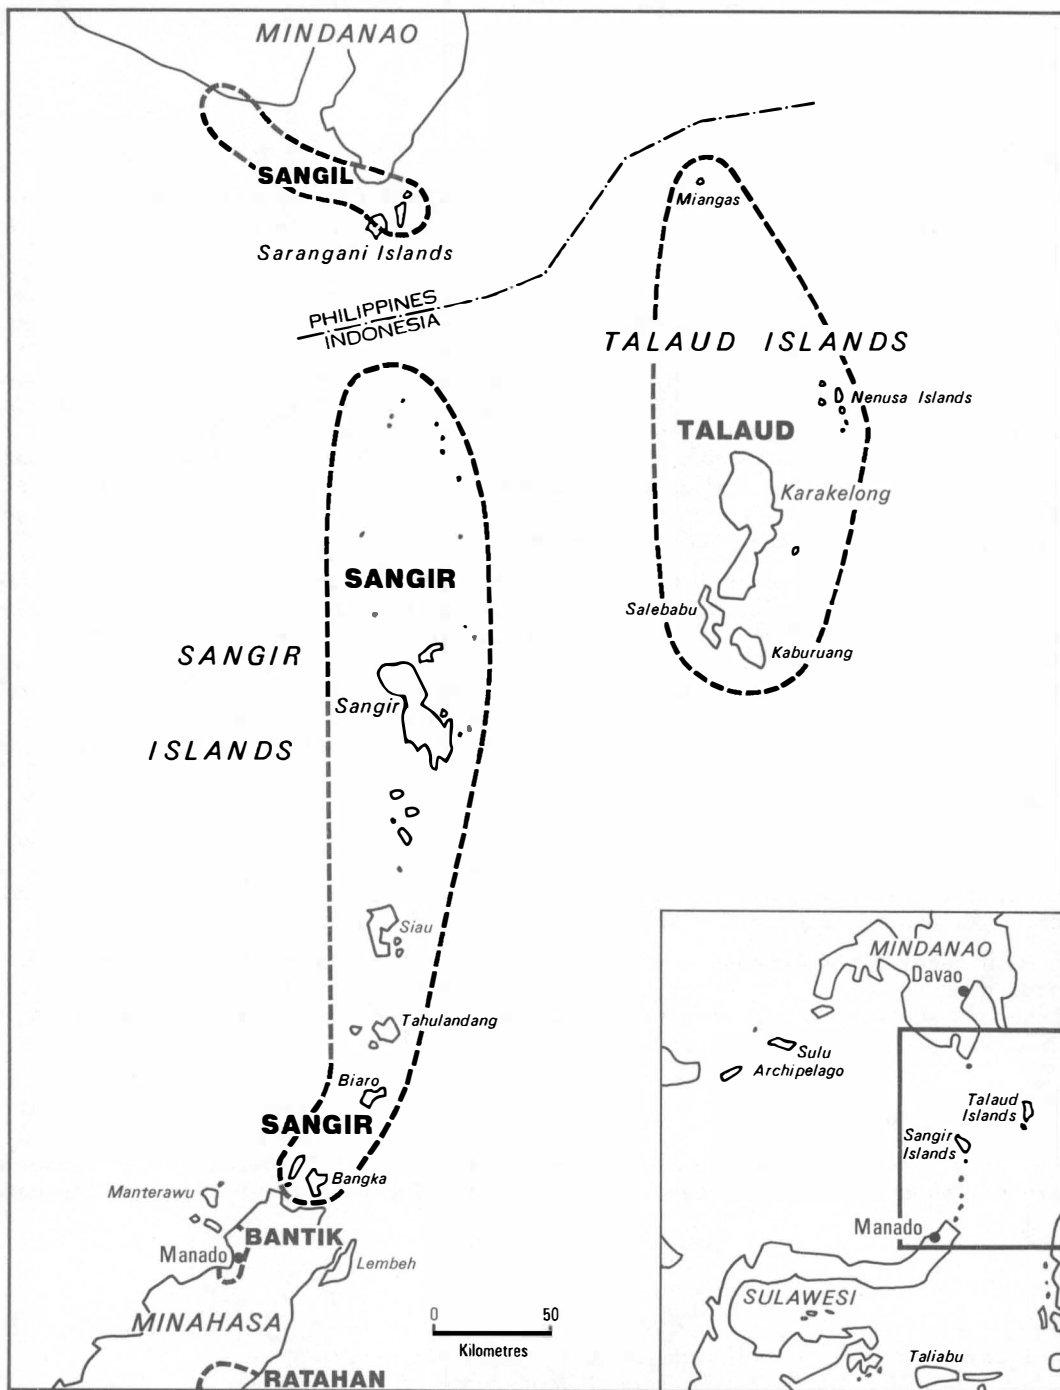 MINDANAO
SANGIL
Sarangani Islands
Miangas
PHILIPPINES
INDONESIA
TALAUD ISLANDS
Nenusa Islands
TALAUD
Karakelong
SANGIR
Salebabu
Kaburuang
SANGIR
Sangir
ISLANDS
Siau
Tahulandang
Biaro
SANGIR
Bangka
Manterawu
BANTIK
Manado
Lembeh
MINAHASA
RATAHAN
0 50
Kilometres
MINDANAO
Davao
Sulu
Archipelago
Talaud
Islands
Sangir
Islands
Manado
SULAWESI
Taliabu